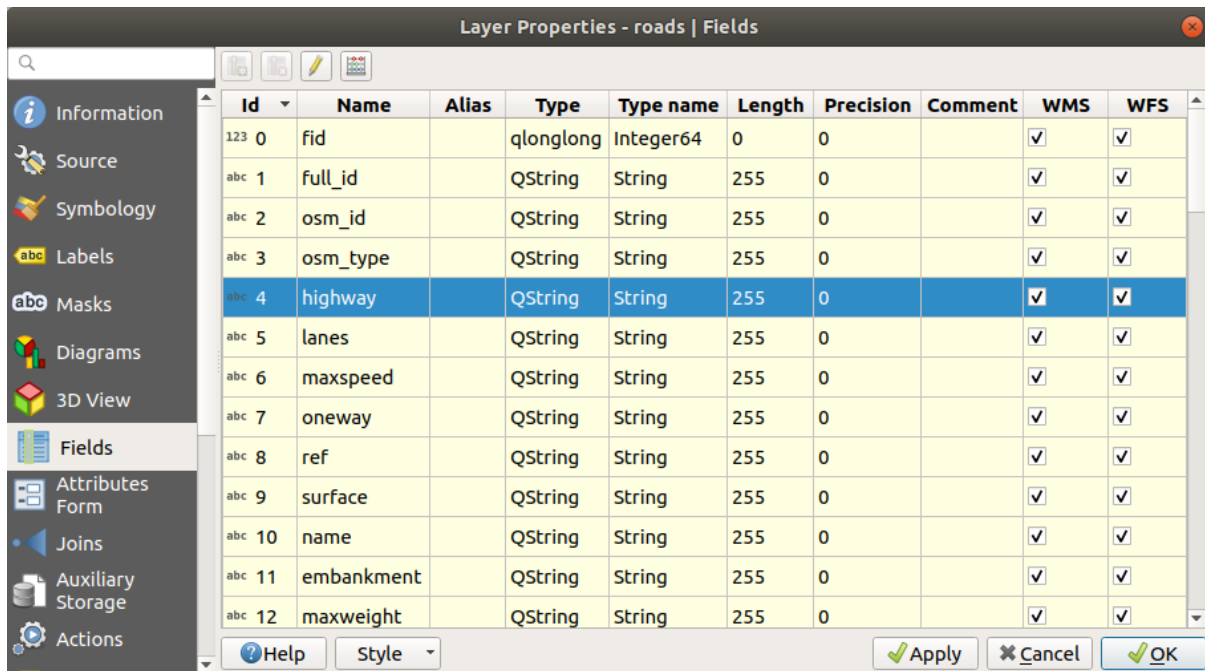 Layer Properties - roads | Fields
Information
Source
Symbology
abc Labels
abc Masks
Diagrams
3D View
Fields
Attributes
Form
Joins
Auxiliary
Storage
Actions
Id Name Alias Type Type name Length Precision Comment WMS WFS
123 0 fid qlonglong Integer64 0 0
abc 1 full_id QString String 255 0
abc 2 osm_id QString String 255 0
abc 3 osm_type QString String 255 0
abc 4 highway QString String 255 0
abc 5 lanes QString String 255 0
abc 6 maxspeed QString String 255 0
abc 7 oneway QString String 255 0
abc 8 ref QString String 255 0
abc 9 surface QString String 255 0
abc 10 name QString String 255 0
abc 11 embankment QString String 255 0
abc 12 maxweight QString String 255 0
Help Style Apply Cancel OK